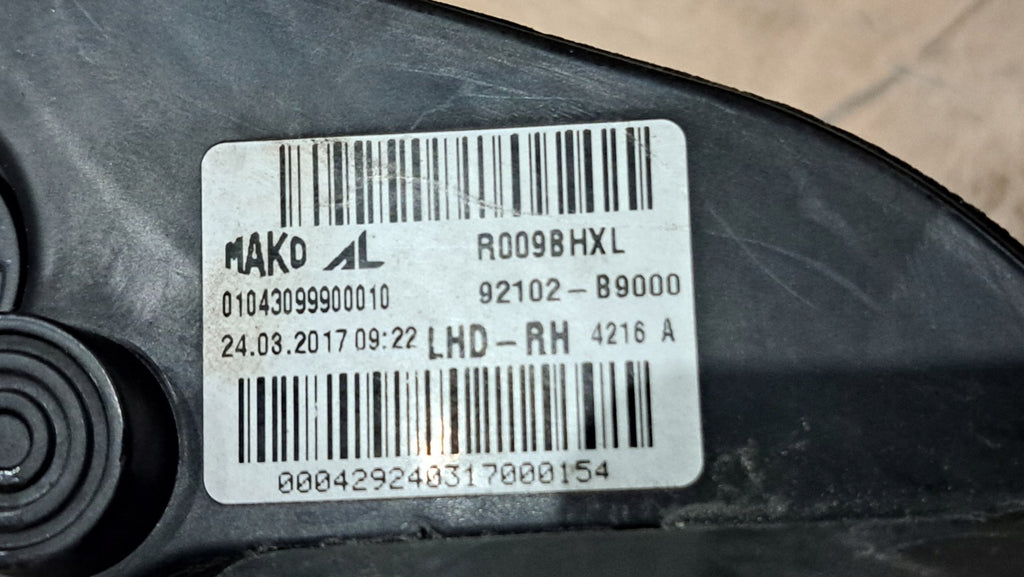 MAKO AL R009BHXL
01043099900010 92102-B9000
24.03.2017 09:22 LHD-RH 4216 A
000429240317000154